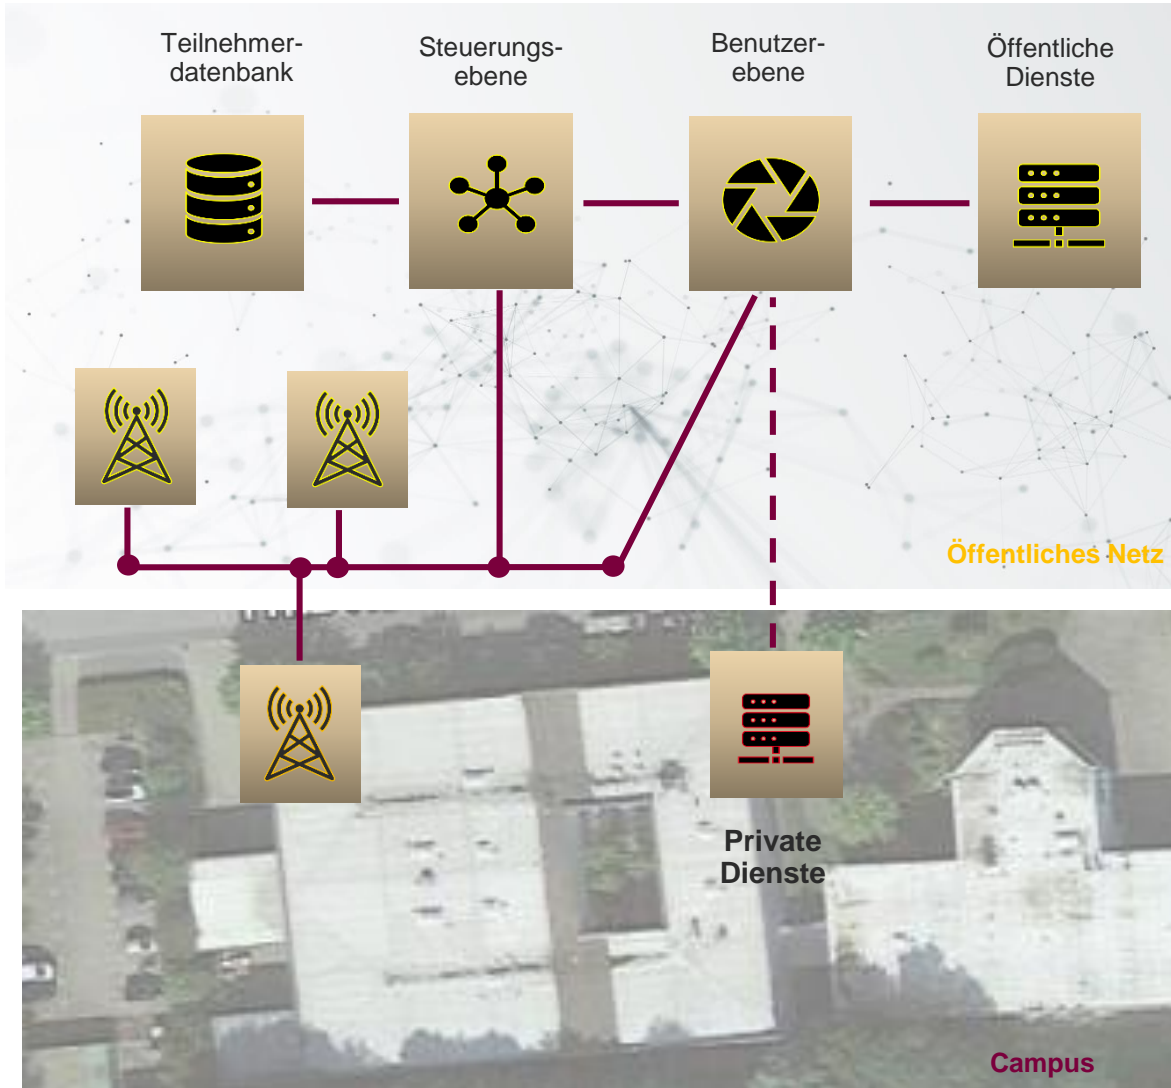 Teilnehmer-
datenbank
Steuerungs-
ebene
Benutzer-
ebene
Öffentliche
Dienste
Öffentliches Netz
Private
Dienste
Campus